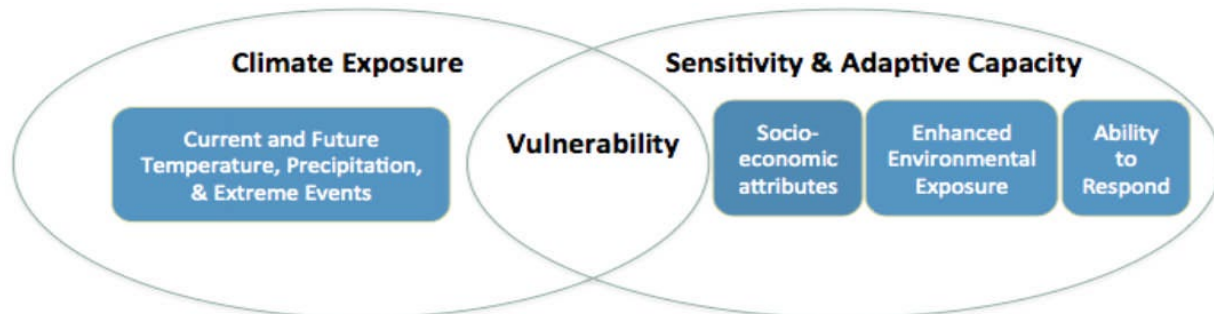 Climate Exposure
Current and Future
Temperature, Precipitation,
& Extreme Events
Vulnerability
Sensitivity & Adaptive Capacity
Socio-
economic
attributes
Enhanced
Environmental
Exposure
Ability
to
Respond